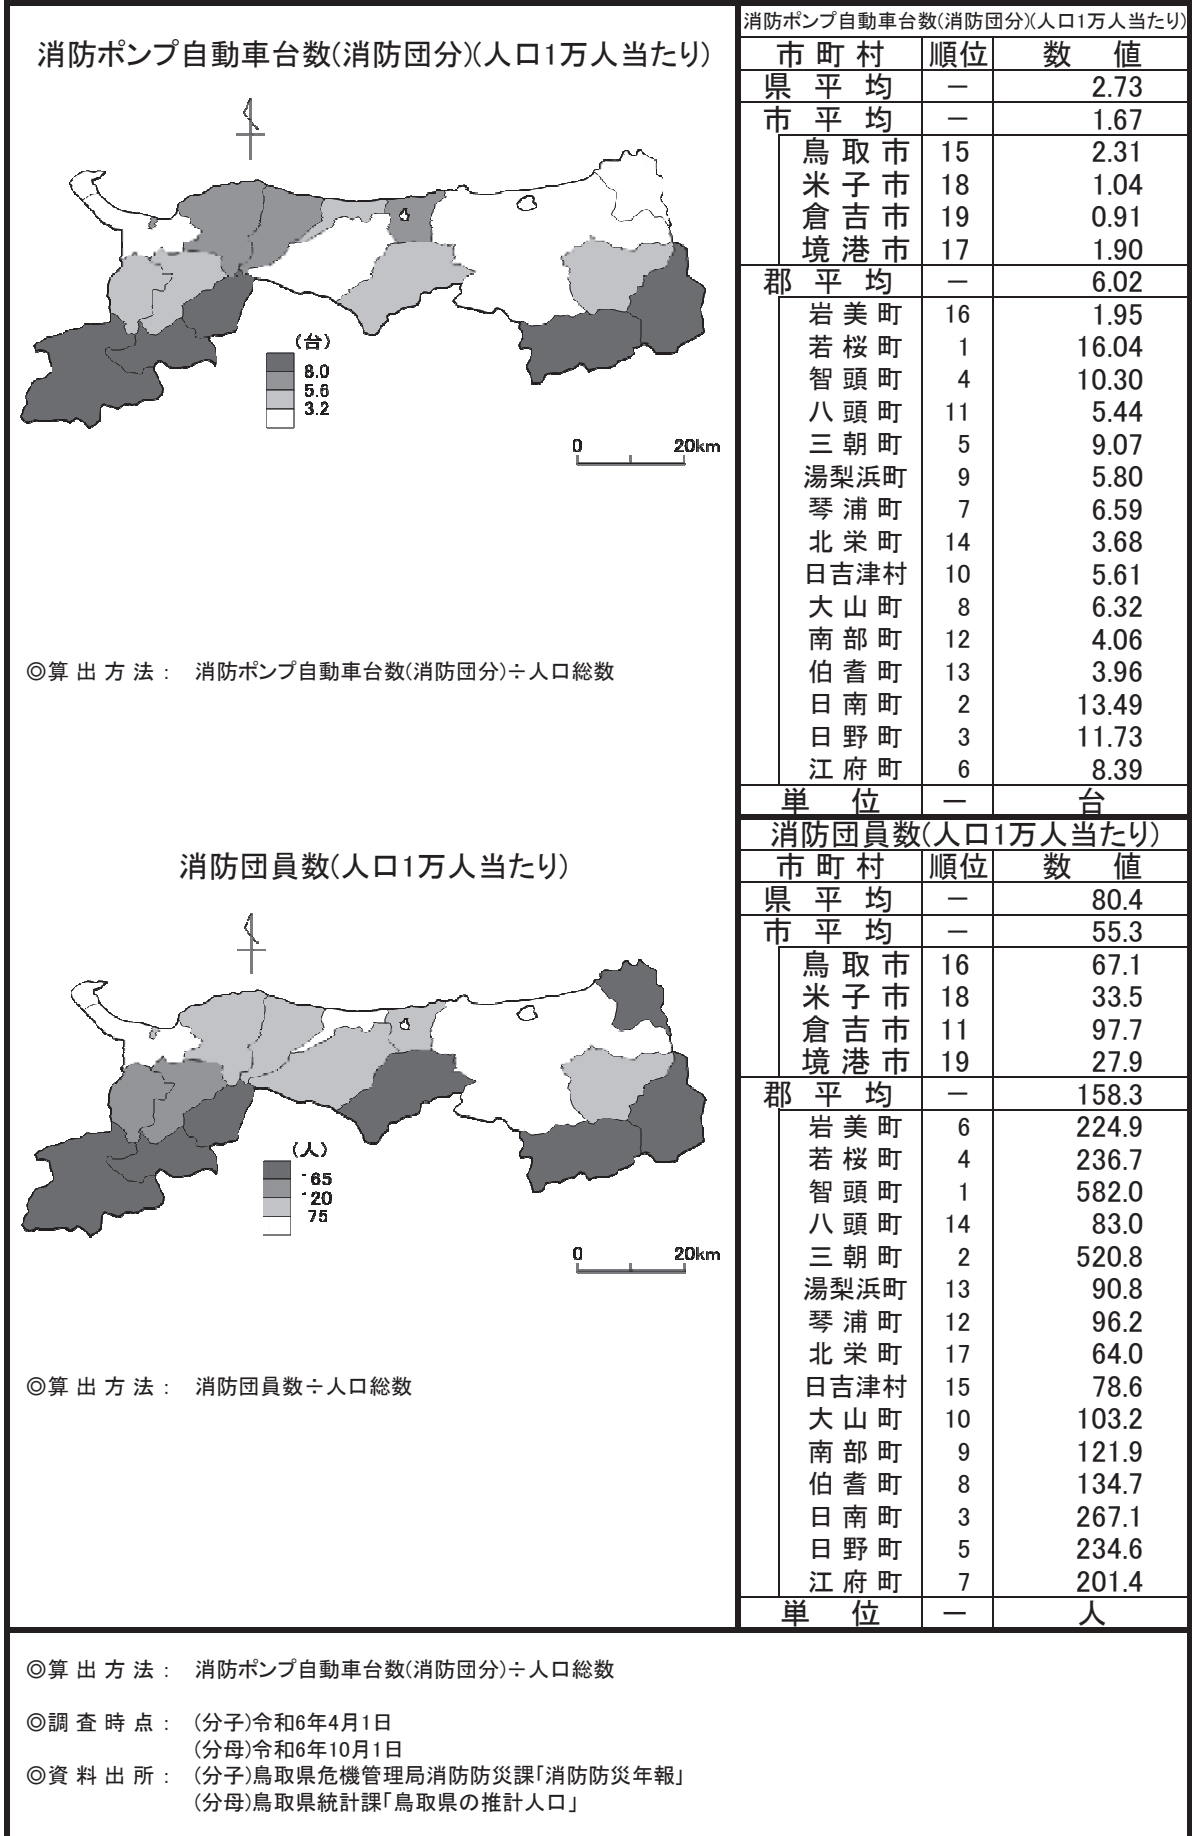 消防ポンプ自動車台数(消防団分)(人口1万人当たり)
(台)
8.0
5.6
3.2
0 20km
◎算出方法： 消防ポンプ自動車台数(消防団分)÷人口総数
消防ポンプ自動車台数(消防団分)(人口1万人当たり)
市町村 順位 数値
県平均 － 2.73
市平均 － 1.67
鳥取市 15 2.31
米子市 18 1.04
倉吉市 19 0.91
境港市 17 1.90
郡平均 － 6.02
岩美町 16 1.95
若桜町 1 16.04
智頭町 4 10.30
八頭町 11 5.44
三朝町 5 9.07
湯梨浜町 9 5.80
琴浦町 7 6.59
北栄町 14 3.68
日吉津村 10 5.61
大山町 8 6.32
南部町 12 4.06
伯耆町 13 3.96
日南町 2 13.49
日野町 3 11.73
江府町 6 8.39
単位 － 台
消防団員数(人口1万人当たり)
(人)
165
120
75
0 20km
◎算出方法： 消防団員数÷人口総数
消防団員数(人口1万人当たり)
市町村 順位 数値
県平均 － 80.4
市平均 － 55.3
鳥取市 16 67.1
米子市 18 33.5
倉吉市 11 97.7
境港市 19 27.9
郡平均 － 158.3
岩美町 6 224.9
若桜町 4 236.7
智頭町 1 582.0
八頭町 14 83.0
三朝町 2 520.8
湯梨浜町 13 90.8
琴浦町 12 96.2
北栄町 17 64.0
日吉津村 15 78.6
大山町 10 103.2
南部町 9 121.9
伯耆町 8 134.7
日南町 3 267.1
日野町 5 234.6
江府町 7 201.4
単位 － 人
◎算出方法： 消防ポンプ自動車台数(消防団分)÷人口総数
◎調査時点： (分子)令和6年4月1日
(分母)令和6年10月1日
◎資料出所： (分子)鳥取県危機管理局消防防災課｢消防防災年報｣
(分母)鳥取県統計課｢鳥取県の推計人口｣